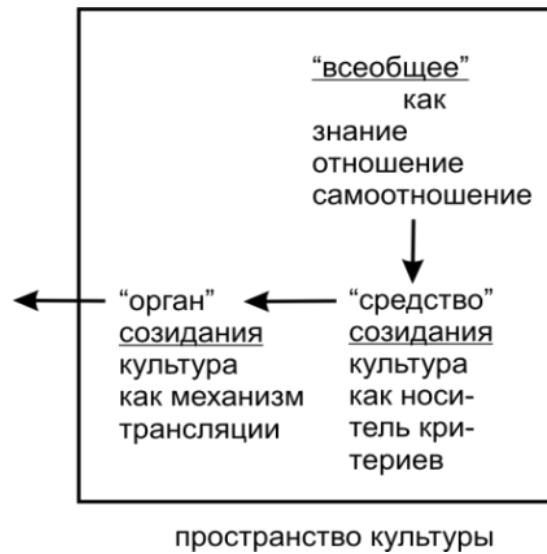 “всеобщее”
как
знание
отношение
самоотношение
“орган”
созидания
культура
как механизм
трансляции
“средство”
созидания
культура
как носи-
тель кри-
териев
пространство культуры